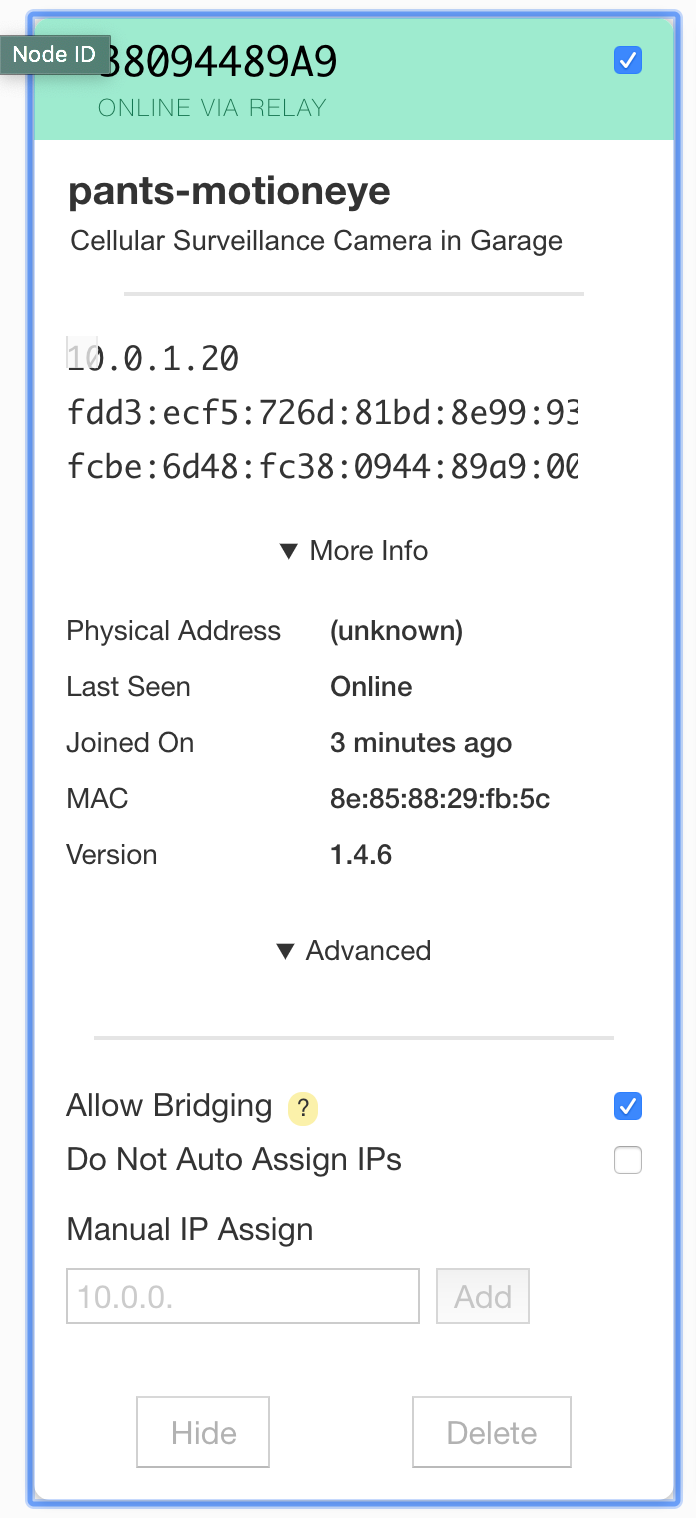 Node ID
38094489A9
ONLINE VIA RELAY
pants-motioneye
Cellular Surveillance Camera in Garage
10.0.1.20
fdd3:ecf5:726d:81bd:8e99:93
fcbe:6d48:fc38:0944:89a9:00
▼ More Info
Physical Address (unknown)
Last Seen Online
Joined On 3 minutes ago
MAC 8e:85:88:29:fb:5c
Version 1.4.6
▼ Advanced
Allow Bridging ?
Do Not Auto Assign IPs
Manual IP Assign
10.0.0. Add
Hide Delete